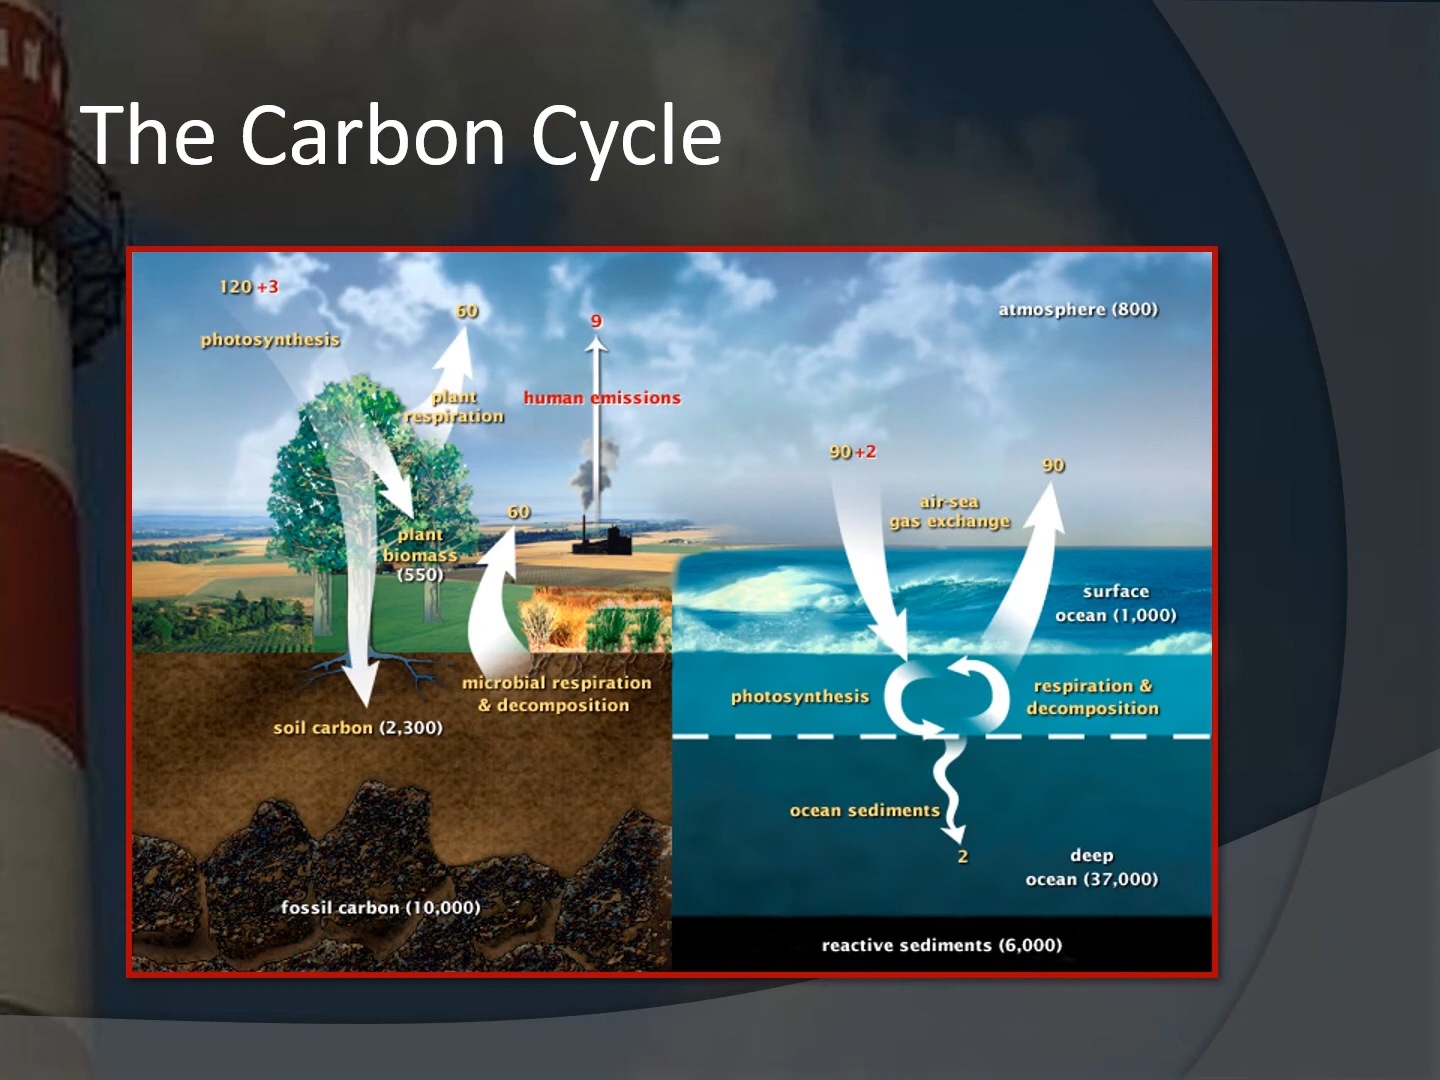 The Carbon Cycle
120 +3
photosynthesis
60
plant
respiration
9
human emissions
atmosphere (800)
plant
biomass
(550)
60
90 +2
90
air-sea
gas exchange
surface
ocean (1,000)
microbial respiration
& decomposition
soil carbon (2,300)
photosynthesis
respiration &
decomposition
ocean sediments
2
deep
ocean (37,000)
fossil carbon (10,000)
reactive sediments (6,000)